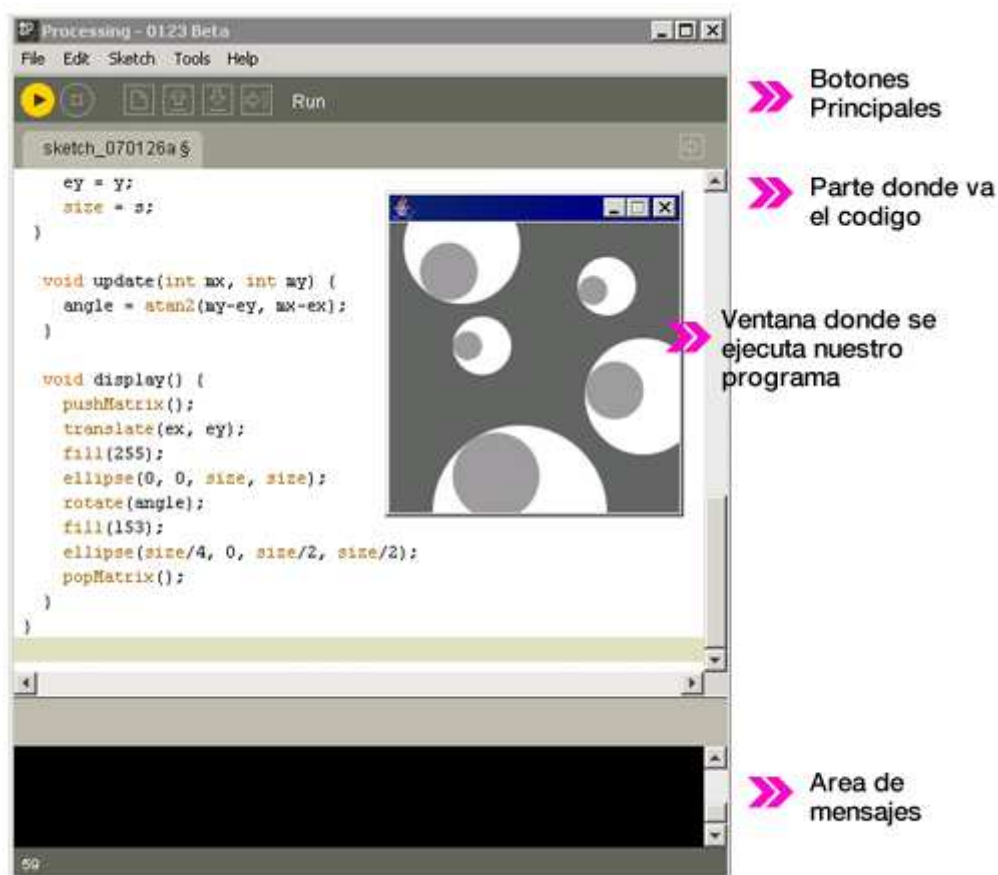 Processing - 0123 Beta
File Edit Sketch Tools Help
Run
sketch_070126a §
ey = y;
size = s;
}
void update(int mx, int my) {
angle = atan2(my-ey, mx-ex);
}
void display() {
pushMatrix();
translate(ex, ey);
fill(255);
ellipse(0, 0, size, size);
rotate(angle);
fill(153);
ellipse(size/4, 0, size/2, size/2);
popMatrix();
}
}
59
Botones
Principales
Parte donde va
el codigo
Ventana donde se
ejecuta nuestro
programa
Area de
mensajes